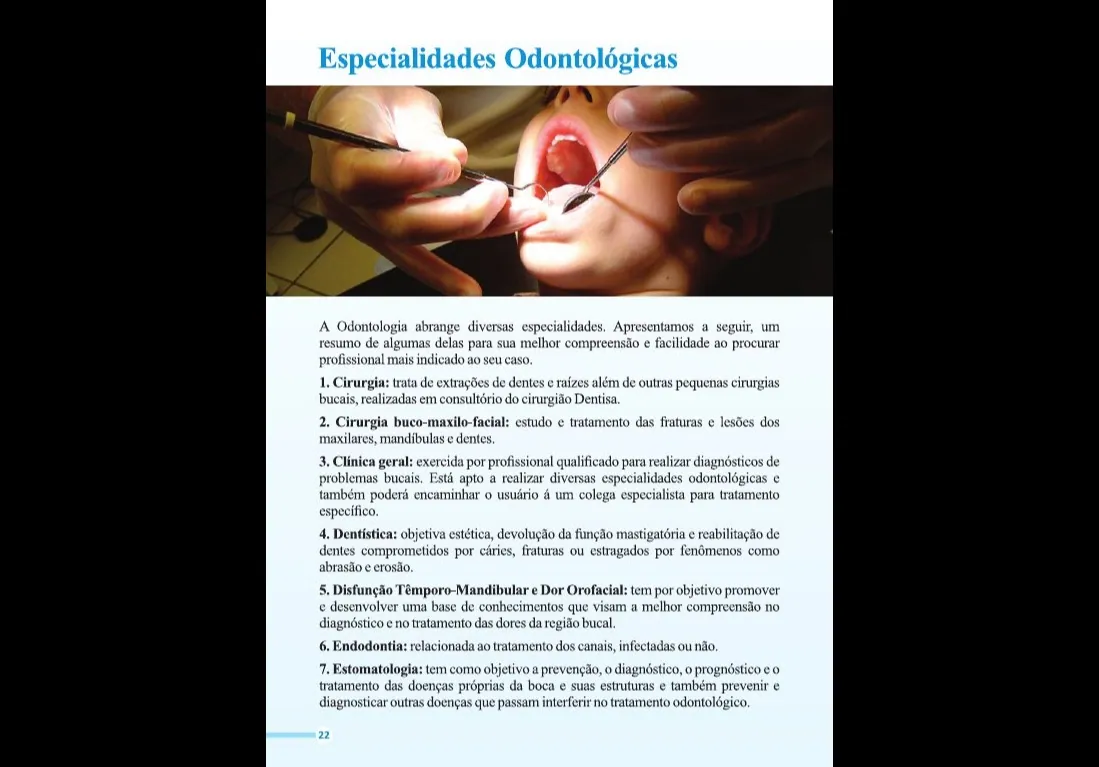 Especialidades Odontológicas
A Odontologia abrange diversas especialidades. Apresentamos a seguir, um
resumo de algumas delas para sua melhor compreensão e facilidade ao procurar
profissional mais indicado ao seu caso.
1. Cirurgia: trata de extrações de dentes e raízes além de outras pequenas cirurgias
bucais, realizadas em consultório do cirurgião Dentisa.
2. Cirurgia buco-maxilo-facial: estudo e tratamento das fraturas e lesões dos
maxilares, mandíbulas e dentes.
3. Clínica geral: exercida por profissional qualificado para realizar diagnósticos de
problemas bucais. Está apto a realizar diversas especialidades odontológicas e
também poderá encaminhar o usuário á um colega especialista para tratamento
específico.
4. Dentística: objetiva estética, devolução da função mastigatória e reabilitação de
dentes comprometidos por cáries, fraturas ou estragados por fenômenos como
abrasão e erosão.
5. Disfunção Têmporo-Mandibular e Dor Orofacial: tem por objetivo promover
e desenvolver uma base de conhecimentos que visam a melhor compreensão no
diagnóstico e no tratamento das dores da região bucal.
6. Endodontia: relacionada ao tratamento dos canais, infectadas ou não.
7. Estomatologia: tem como objetivo a prevenção, o diagnóstico, o prognóstico e o
tratamento das doenças próprias da boca e suas estruturas e também prevenir e
diagnosticar outras doenças que passam interferir no tratamento odontológico.
22